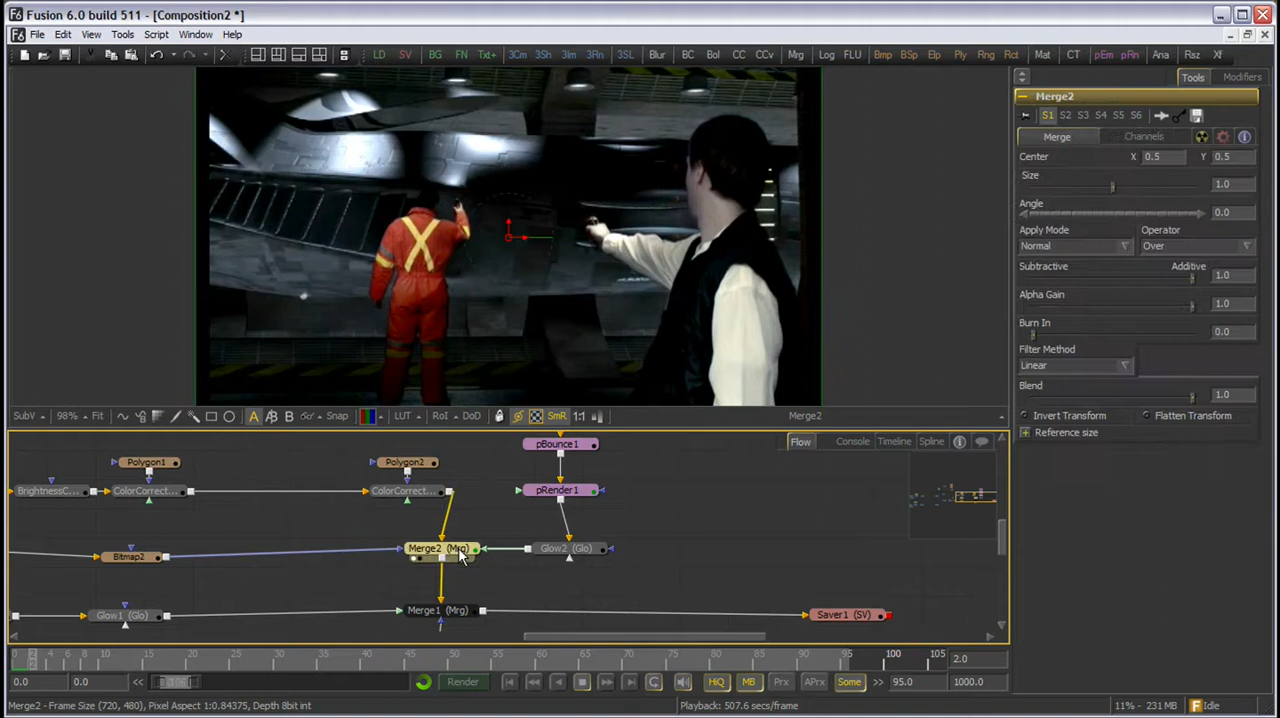 Fusion 6.0 build 511 - [Composition2 *]
File Edit View Tools Script Window Help
LD SV BG FN Txt+ 3Cm 3Sh 3Im 3Rn 3SL Blur BC Bol CC CCv Mrg Log FLU Bmp BSp Elp Ply Rng Rct Mat CT pEm pRn Ana Rsz Xf
Tools Modifiers
Merge2
S1 S2 S3 S4 S5 S6
Merge Channels
Center X 0.5 Y 0.5
Size
1.0
Angle
0.0
Apply Mode Operator
Normal Over
Subtractive Additive
1.0
Alpha Gain
1.0
Burn In
0.0
Filter Method
Linear
Blend
1.0
Invert Transform Flatten Transform
Reference size
SubV 98% Fit A B Snap LUT RoI DoD SmR 1:1 Merge2
Flow Console Timeline Spline
pBounce1
Polygon1 Polygon2
BrightnessC... ColorCorrect... ColorCorrect... pRender1
Bitmap2 Merge2 (Mrg) Glow2 (Glo)
Glow1 (Glo) Merge1 (Mrg) Saver1 (SV)
0 2 4 6 8 10 15 20 25 30 35 40 45 50 55 60 65 70 75 80 85 90 95 100 105
2.0
0.0 0.0 << Render HiQ MB Prx APrx Some >> 95.0 1000.0
Merge2 - Frame Size (720, 480), Pixel Aspect 1:0.84375, Depth 8bit int Playback: 507.6 secs/frame 11% - 231 MB Idle